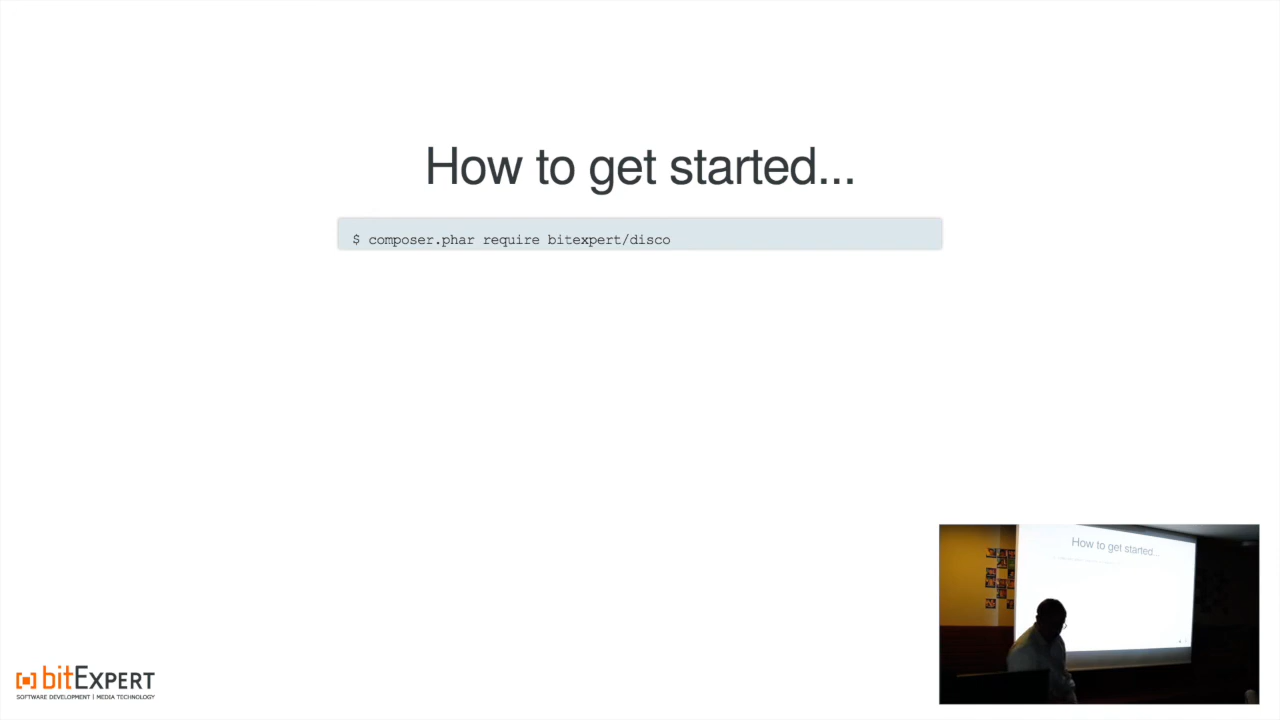 How to get started...
$ composer.phar require bitexpert/disco
How to get started...
bitExpert
SOFTWARE DEVELOPMENT | MEDIA TECHNOLOGY